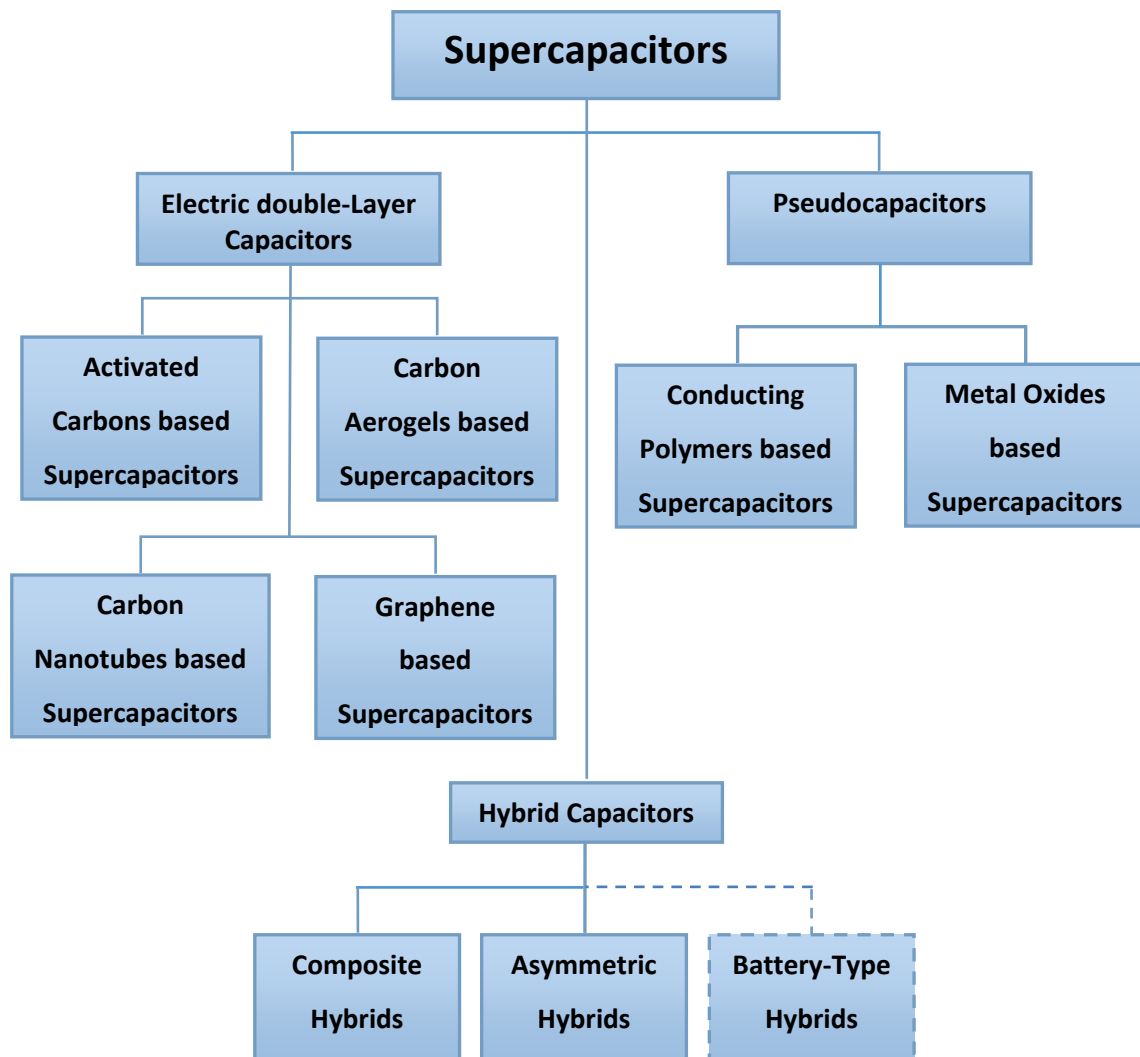 Supercapacitors
Electric double-Layer
Capacitors
Pseudocapacitors
Activated
Carbons based
Supercapacitors
Carbon
Aerogels based
Supercapacitors
Conducting
Polymers based
Supercapacitors
Metal Oxides
based
Supercapacitors
Carbon
Nanotubes based
Supercapacitors
Graphene
based
Supercapacitors
Hybrid Capacitors
Composite
Hybrids
Asymmetric
Hybrids
Battery-Type
Hybrids